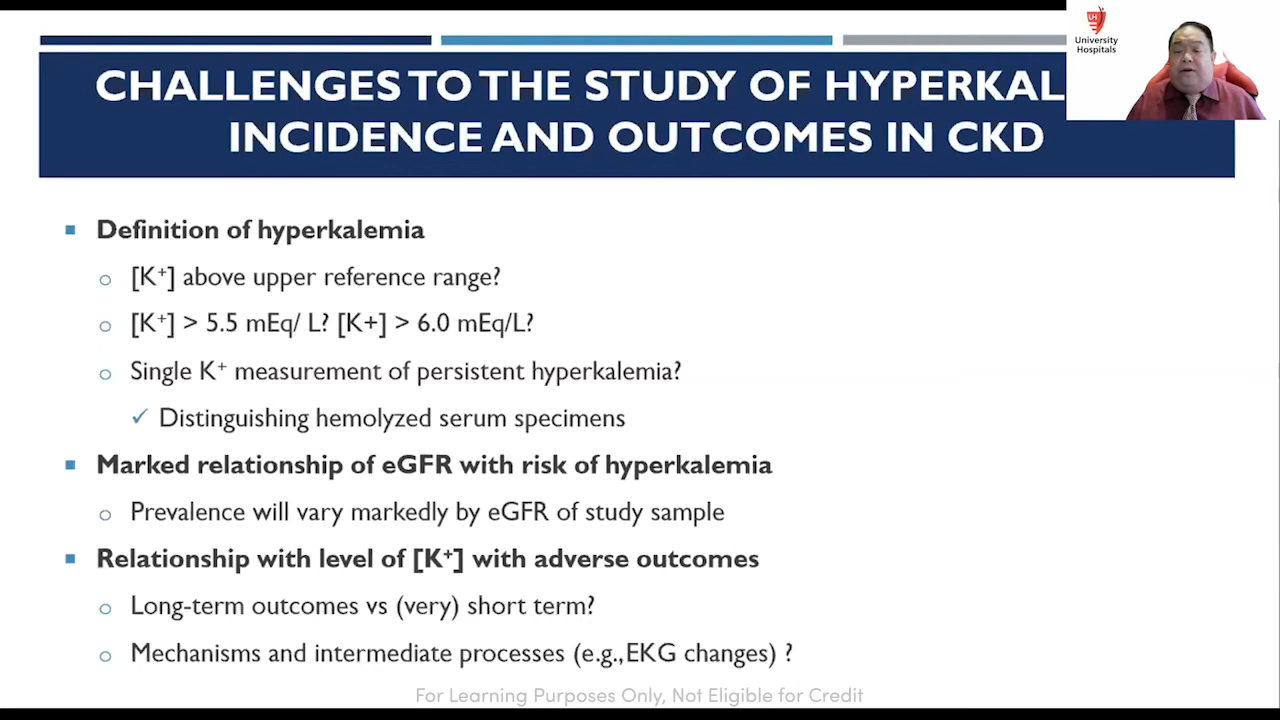 University
Hospitals
CHALLENGES TO THE STUDY OF HYPERKAL
INCIDENCE AND OUTCOMES IN CKD
Definition of hyperkalemia
[K⁺] above upper reference range?
[K⁺] > 5.5 mEq/ L? [K+] > 6.0 mEq/L?
Single K⁺ measurement of persistent hyperkalemia?
Distinguishing hemolyzed serum specimens
Marked relationship of eGFR with risk of hyperkalemia
Prevalence will vary markedly by eGFR of study sample
Relationship with level of [K⁺] with adverse outcomes
Long-term outcomes vs (very) short term?
Mechanisms and intermediate processes (e.g., EKG changes) ?
For Learning Purposes Only, Not Eligible for Credit